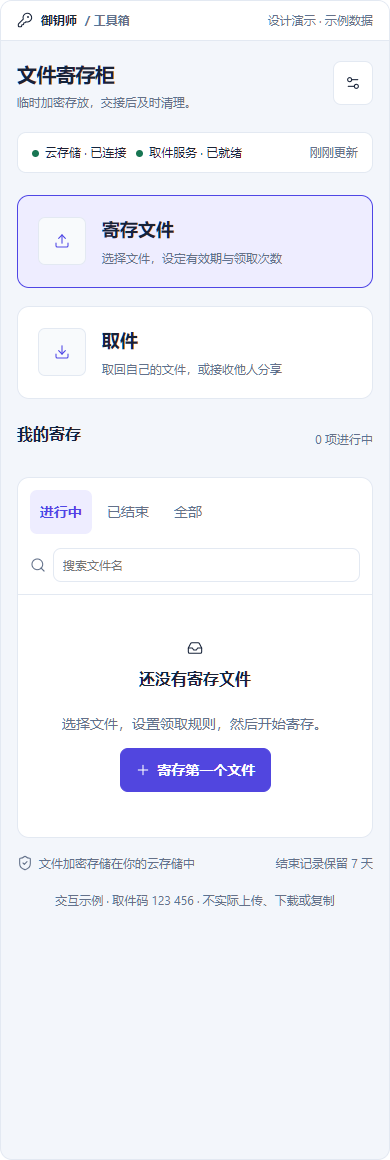 御钥师 / 工具箱 设计演示 · 示例数据
文件寄存柜
临时加密存放，交接后及时清理。
云存储 · 已连接 取件服务 · 已就绪 刚刚更新
寄存文件
选择文件，设定有效期与领取次数
取件
取回自己的文件，或接收他人分享
我的寄存 0 项进行中
进行中 已结束 全部
搜索文件名
还没有寄存文件
选择文件，设置领取规则，然后开始寄存。
寄存第一个文件
文件加密存储在你的云存储中 结束记录保留 7 天
交互示例 · 取件码 123 456 · 不实际上传、下载或复制